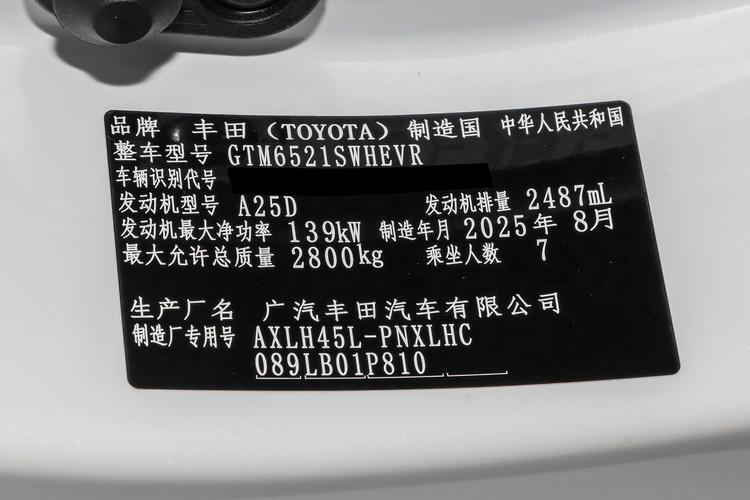 品牌 丰田（TOYOTA） 制造国 中华人民共和国
整车型号 GTM6521SWHEVR
车辆识别代号
发动机型号 A25D 发动机排量 2487mL
发动机最大净功率 139kW 制造年月 2025年 8月
最大允许总质量 2800kg 乘坐人数 7
生产厂名 广汽丰田汽车有限公司
制造厂专用号 AXLH45L-PNXLHC
089LB01P810